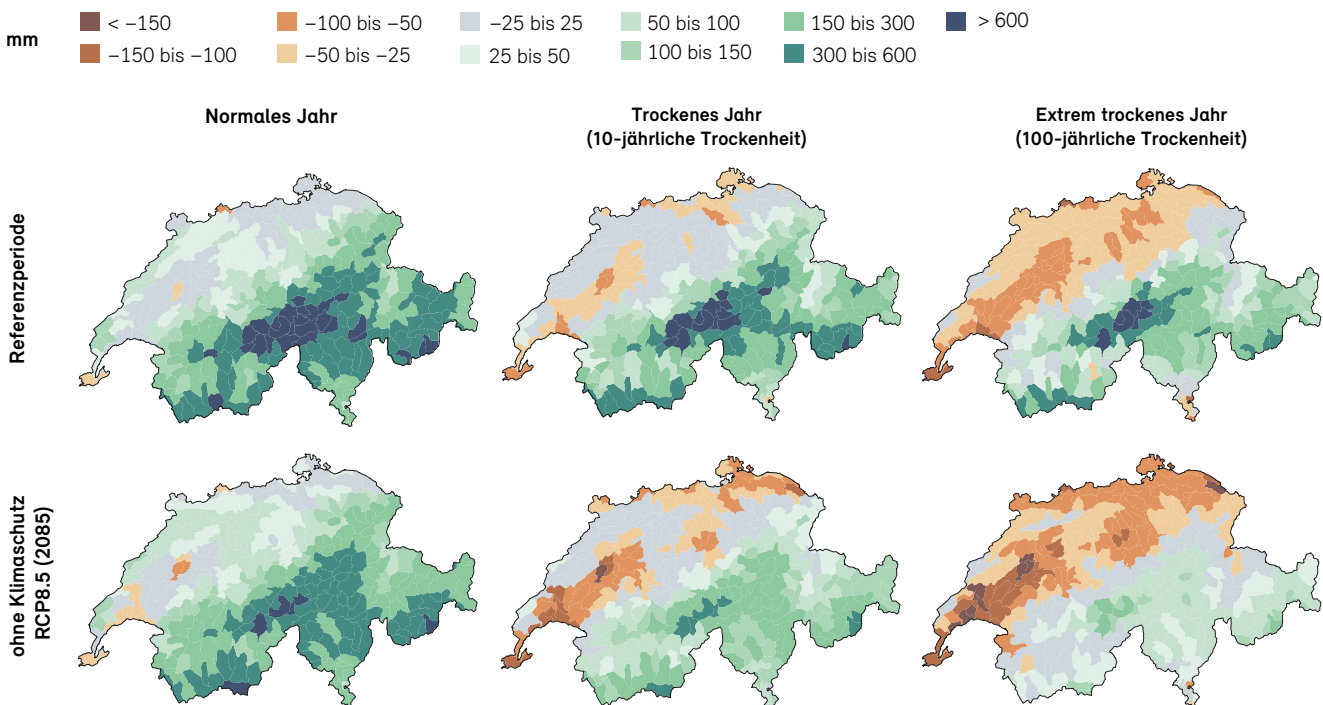 mm
< −150
−100 bis −50
−25 bis 25
50 bis 100
150 bis 300
> 600
−150 bis −100
−50 bis −25
25 bis 50
100 bis 150
300 bis 600
Normales Jahr
Trockenes Jahr
(10-jährliche Trockenheit)
Extrem trockenes Jahr
(100-jährliche Trockenheit)
Referenzperiode
ohne Klimaschutz
RCP8.5 (2085)